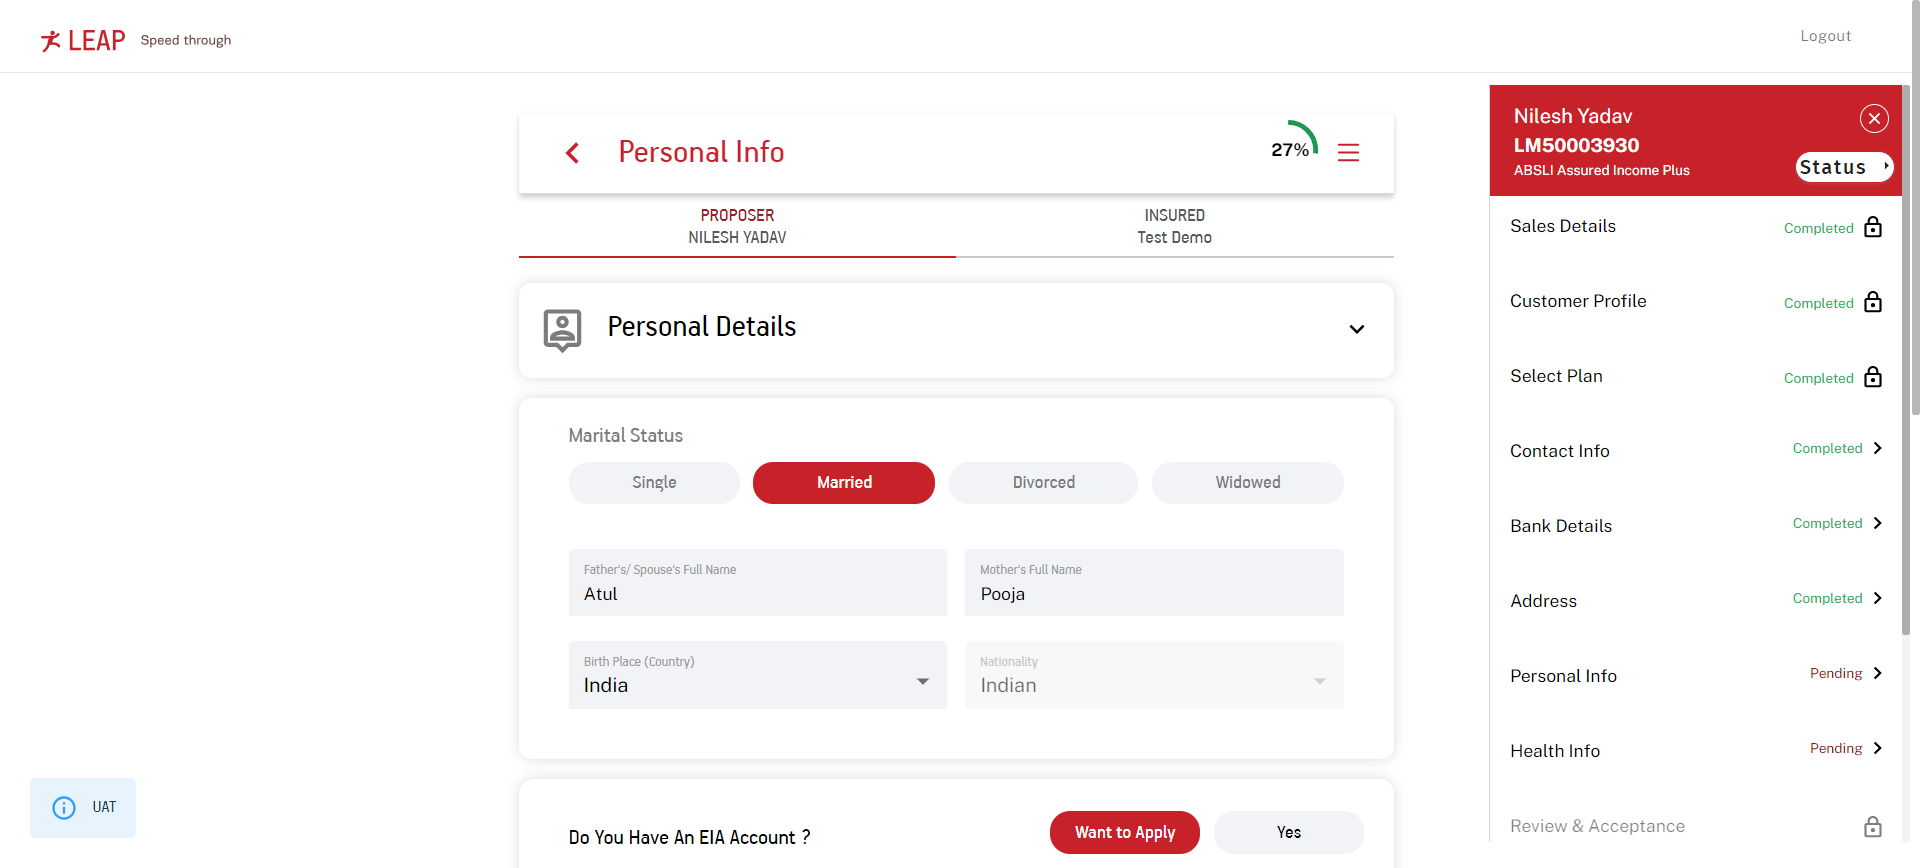 LEAP Speed through
Logout
Personal Info
27%
PROPOSER
NILESH YADAV
INSURED
Test Demo
Personal Details
Marital Status
Single
Married
Divorced
Widowed
Father's/ Spouse's Full Name
Atul
Mother's Full Name
Pooja
Birth Place (Country)
India
Nationality
Indian
Do You Have An EIA Account ?
Want to Apply
Yes
UAT
Nilesh Yadav
LM50003930
ABSLI Assured Income Plus
Status
Sales Details Completed
Customer Profile Completed
Select Plan Completed
Contact Info Completed
Bank Details Completed
Address Completed
Personal Info Pending
Health Info Pending
Review & Acceptance